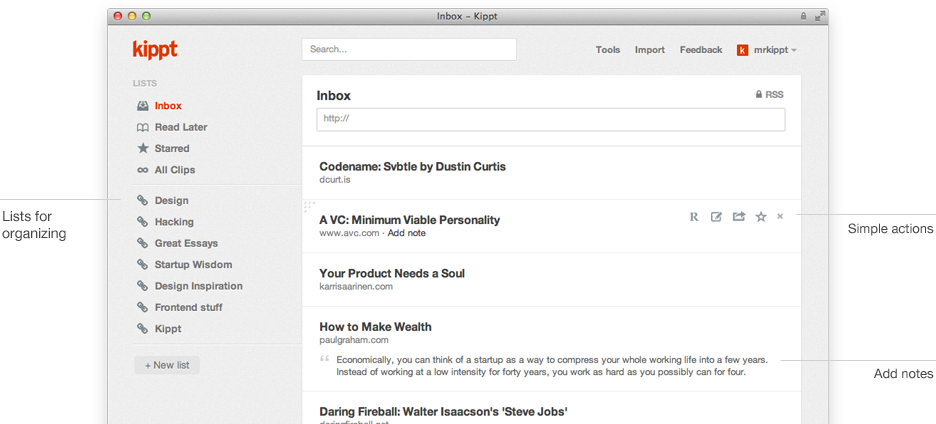 Inbox – Kippt
kippt
Search...
Tools Import Feedback k mrkippt
LISTS
Inbox
Read Later
Starred
All Clips
Design
Hacking
Great Essays
Startup Wisdom
Design Inspiration
Frontend stuff
Kippt
+ New list
Lists for
organizing
Inbox
RSS
http://
Codename: Svbtle by Dustin Curtis
dcurt.is
A VC: Minimum Viable Personality
www.avc.com · Add note
R
×
Simple actions
Your Product Needs a Soul
karrisaarinen.com
How to Make Wealth
paulgraham.com
“ Economically, you can think of a startup as a way to compress your whole working life into a few years.
Instead of working at a low intensity for forty years, you work as hard as you possibly can for four.
Add notes
Daring Fireball: Walter Isaacson's 'Steve Jobs'
daringfireball.net